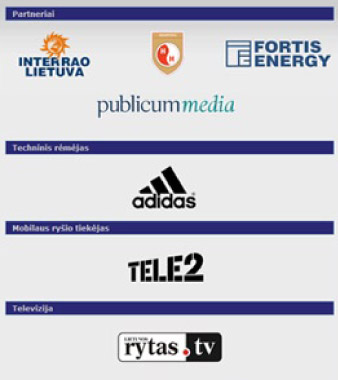 Partneriai
INTERRAO
LIETUVA
FORTIS
ENERGY
publicum media
Techninis rėmėjas
adidas
Mobilaus ryšio tiekėjas
TELE2
Televizija
LIETUVOS
rytas.tv